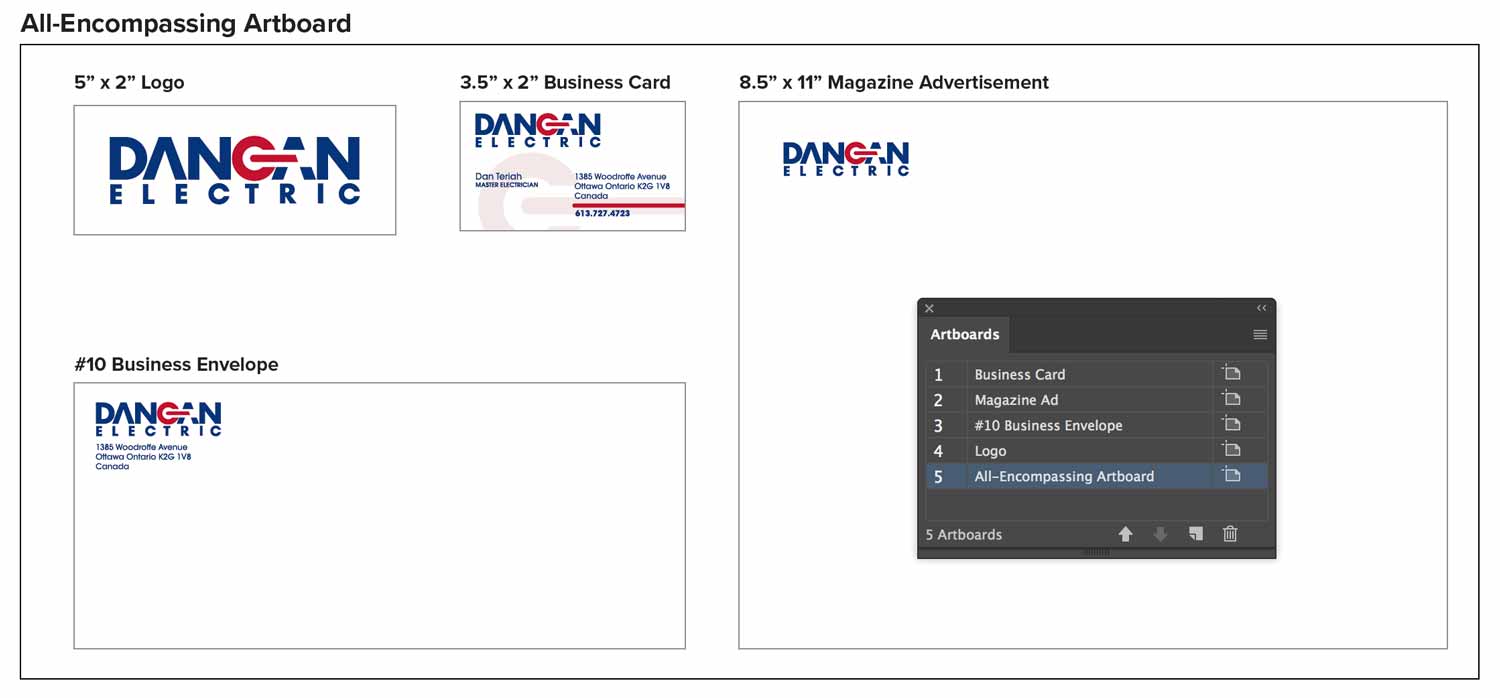 All-Encompassing Artboard
5” x 2” Logo
DANGAN
ELECTRIC
3.5” x 2” Business Card
DANGAN
ELECTRIC
Dan Teriah
MASTER ELECTRICIAN
1385 Woodroffe Avenue
Ottawa Ontario K2G 1V8
Canada
613.727.4723
8.5” x 11” Magazine Advertisement
DANGAN
ELECTRIC
#10 Business Envelope
DANGAN
ELECTRIC
1385 Woodroffe Avenue
Ottawa Ontario K2G 1V8
Canada
Artboards
1 Business Card
2 Magazine Ad
3 #10 Business Envelope
4 Logo
5 All-Encompassing Artboard
5 Artboards